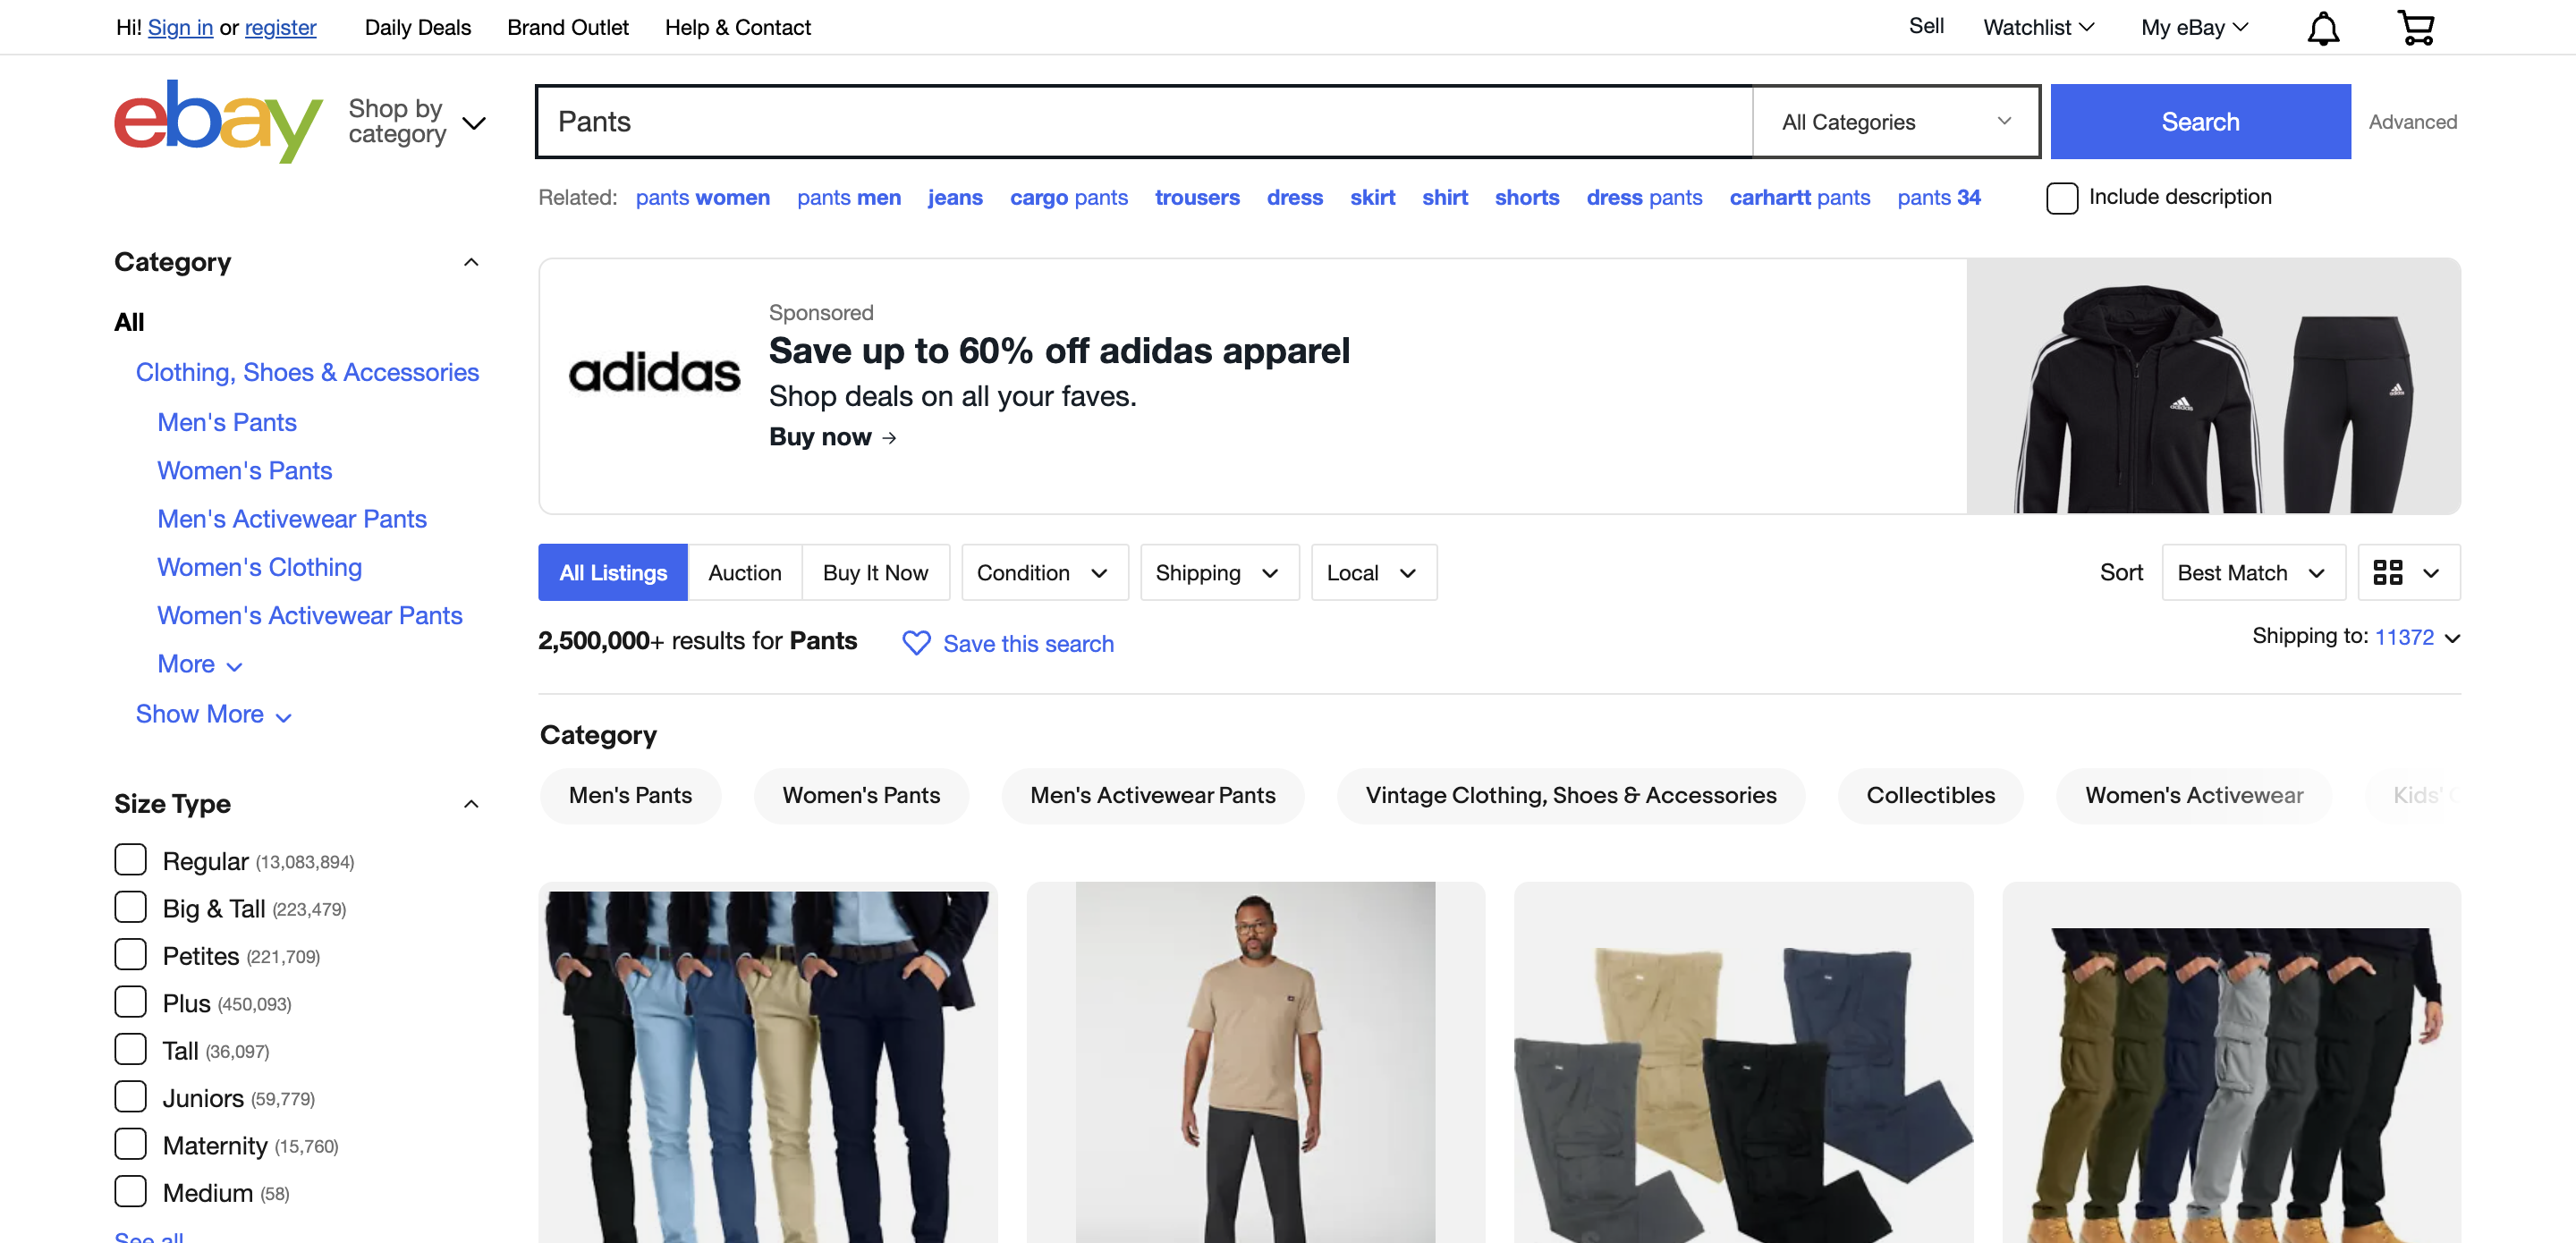 Hi! Sign in or register Daily Deals Brand Outlet Help & Contact Sell Watchlist My eBay
ebay
Shop by
category
Pants
All Categories
Search
Advanced
Related: pants women pants men jeans cargo pants trousers dress skirt shirt shorts dress pants carhartt pants pants 34
Include description
Category
All
Clothing, Shoes & Accessories
Men's Pants
Women's Pants
Men's Activewear Pants
Women's Clothing
Women's Activewear Pants
More
Show More
Size Type
Regular (13,083,894)
Big & Tall (223,479)
Petites (221,709)
Plus (450,093)
Tall (36,097)
Juniors (59,779)
Maternity (15,760)
Medium (58)
See all
adidas
Sponsored
Save up to 60% off adidas apparel
Shop deals on all your faves.
Buy now →
adidas
All Listings Auction Buy It Now Condition Shipping Local
Sort Best Match
2,500,000+ results for Pants
Save this search
Shipping to: 11372
Category
Men's Pants Women's Pants Men's Activewear Pants Vintage Clothing, Shoes & Accessories Collectibles Women's Activewear Kids'